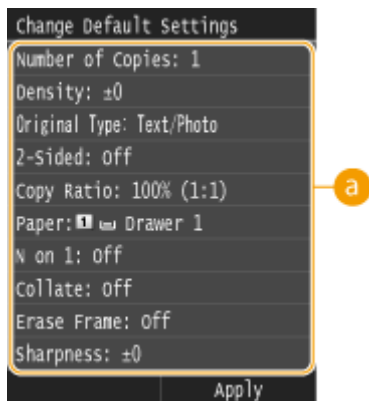 Change Default Settings
Number of Copies: 1
Density: ±0
Original Type: Text/Photo
2-Sided: Off
Copy Ratio: 100% (1:1)
Paper: 1 Drawer 1
N on 1: Off
Collate: Off
Erase Frame: Off
Sharpness: ±0
Apply
a